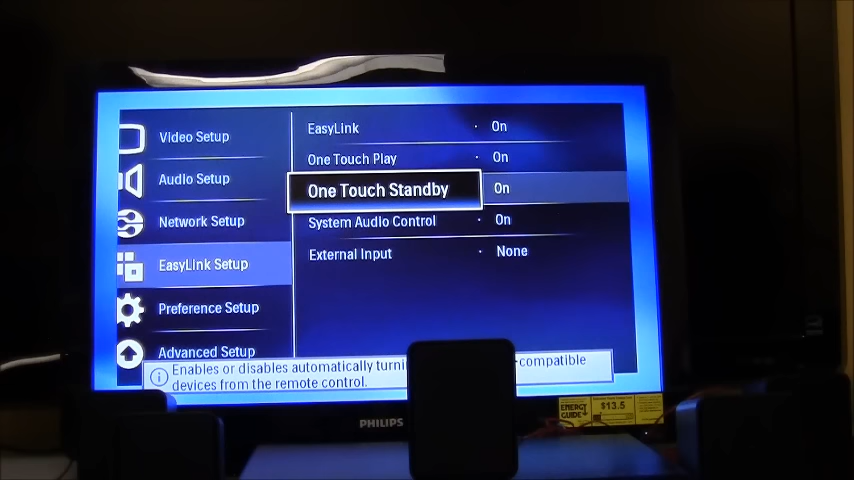 Video Setup
Audio Setup
Network Setup
EasyLink Setup
Preference Setup
Advanced Setup
EasyLink · On
One Touch Play · On
One Touch Standby On
System Audio Control · On
External Input · None
Enables or disables automatically turni -compatible
devices from the remote control.
PHILIPS
ENERGY
GUIDE
$13.5